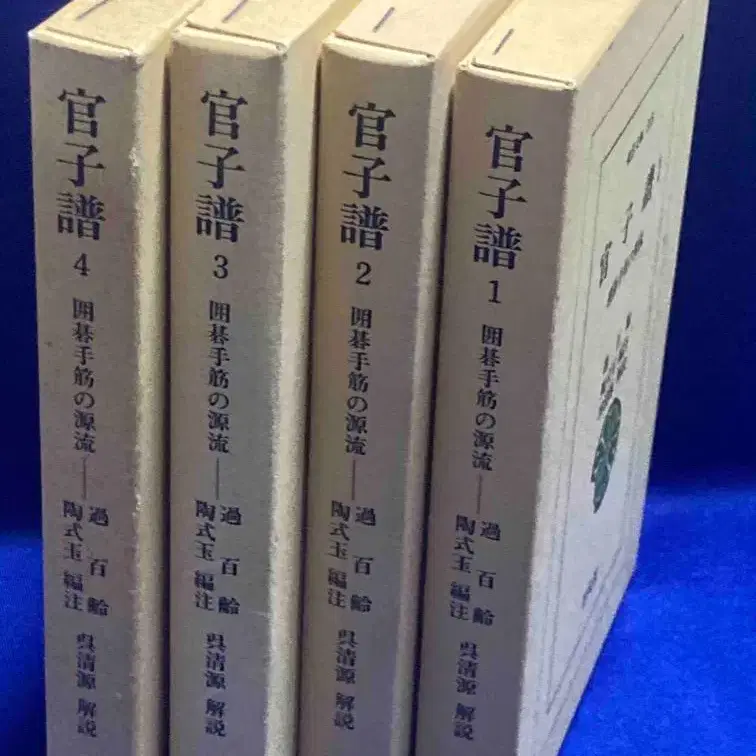 官子譜
4
囲碁手筋の源流――
過百齢
陶式玉 編注
呉清源 解説
官子譜
3
囲碁手筋の源流――
過百齢
陶式玉 編注
呉清源 解説
官子譜
2
囲碁手筋の源流――
過百齢
陶式玉 編注
呉清源 解説
官子譜
1
囲碁手筋の源流――
過百齢
陶式玉 編注
呉清源 解説
官子譜